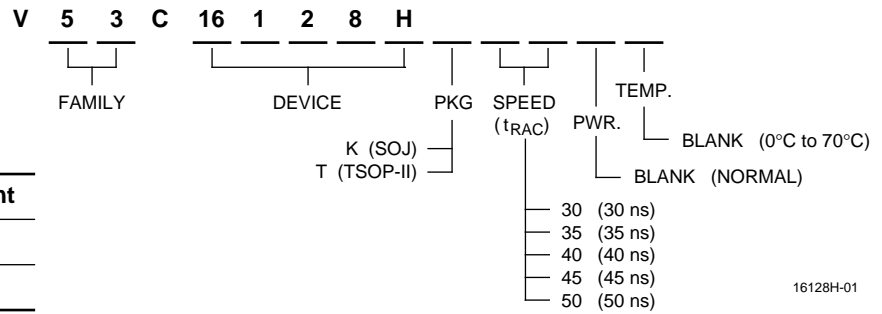 V 5 3 C 16 1 2 8 H
FAMILY DEVICE PKG SPEED TEMP.
(tRAC) PWR.
K (SOJ) BLANK (0°C to 70°C)
T (TSOP-II) BLANK (NORMAL)
30 (30 ns)
35 (35 ns)
40 (40 ns)
45 (45 ns)
50 (50 ns)
nt
16128H-01